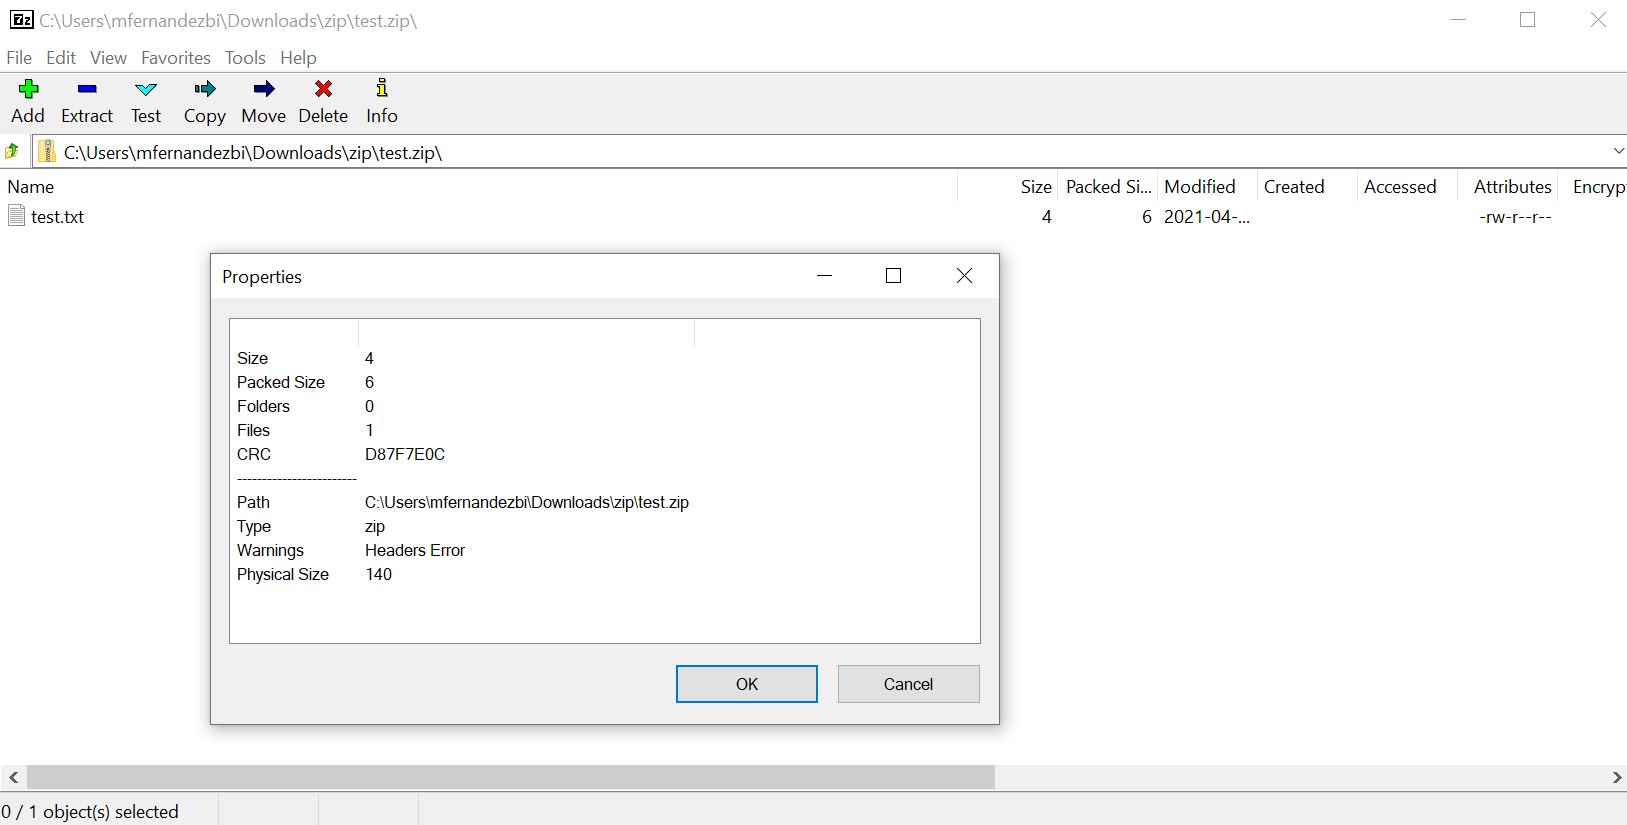 C:\Users\mfernandezbi\Downloads\zip\test.zip\
File Edit View Favorites Tools Help
Add Extract Test Copy Move Delete Info
C:\Users\mfernandezbi\Downloads\zip\test.zip\
Name Size Packed Si... Modified Created Accessed Attributes Encryp
test.txt 4 6 2021-04-... -rw-r--r--
Properties
Size 4
Packed Size 6
Folders 0
Files 1
CRC D87F7E0C
------------------------
Path C:\Users\mfernandezbi\Downloads\zip\test.zip
Type zip
Warnings Headers Error
Physical Size 140
OK Cancel
0 / 1 object(s) selected